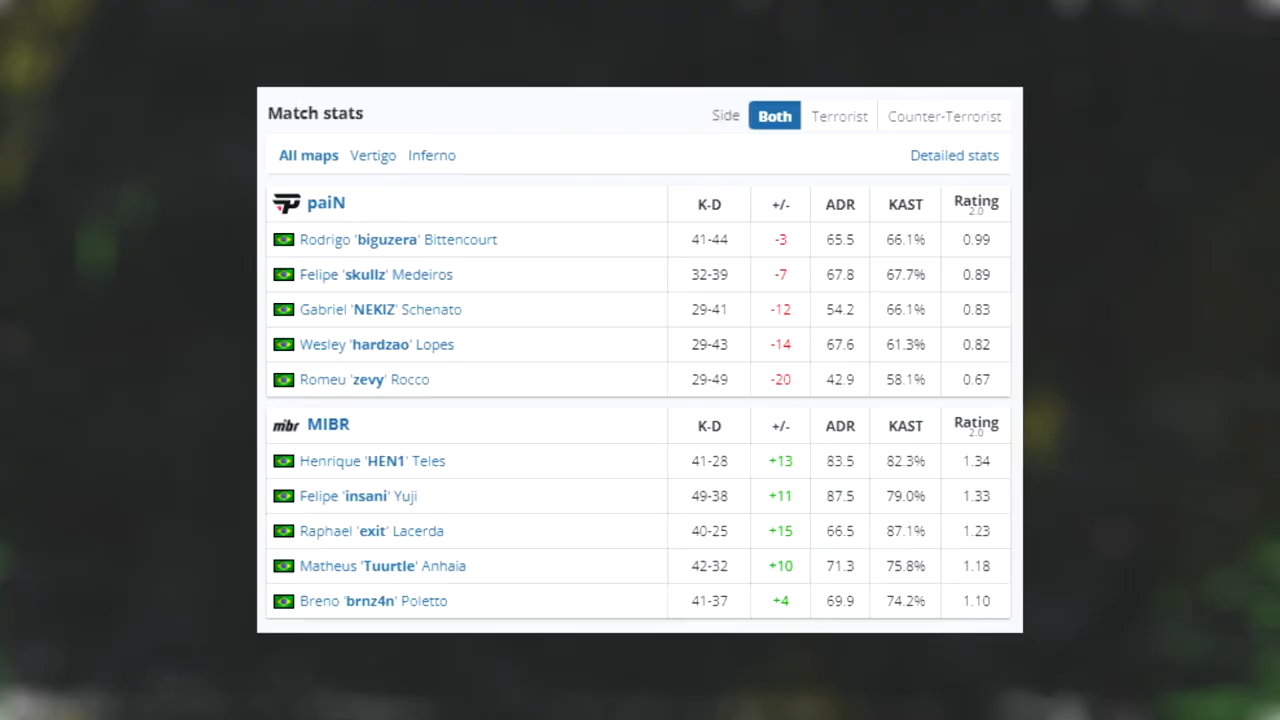 Match stats Side Both Terrorist Counter-Terrorist
All maps Vertigo Inferno Detailed stats
paiN K-D +/- ADR KAST Rating 2.0
Rodrigo 'biguzera' Bittencourt 41-44 -3 65.5 66.1% 0.99
Felipe 'skullz' Medeiros 32-39 -7 67.8 67.7% 0.89
Gabriel 'NEKIZ' Schenato 29-41 -12 54.2 66.1% 0.83
Wesley 'hardzao' Lopes 29-43 -14 67.6 61.3% 0.82
Romeu 'zevy' Rocco 29-49 -20 42.9 58.1% 0.67
mibr MIBR K-D +/- ADR KAST Rating 2.0
Henrique 'HEN1' Teles 41-28 +13 83.5 82.3% 1.34
Felipe 'insani' Yuji 49-38 +11 87.5 79.0% 1.33
Raphael 'exit' Lacerda 40-25 +15 66.5 87.1% 1.23
Matheus 'Tuurtle' Anhaia 42-32 +10 71.3 75.8% 1.18
Breno 'brnz4n' Poletto 41-37 +4 69.9 74.2% 1.10